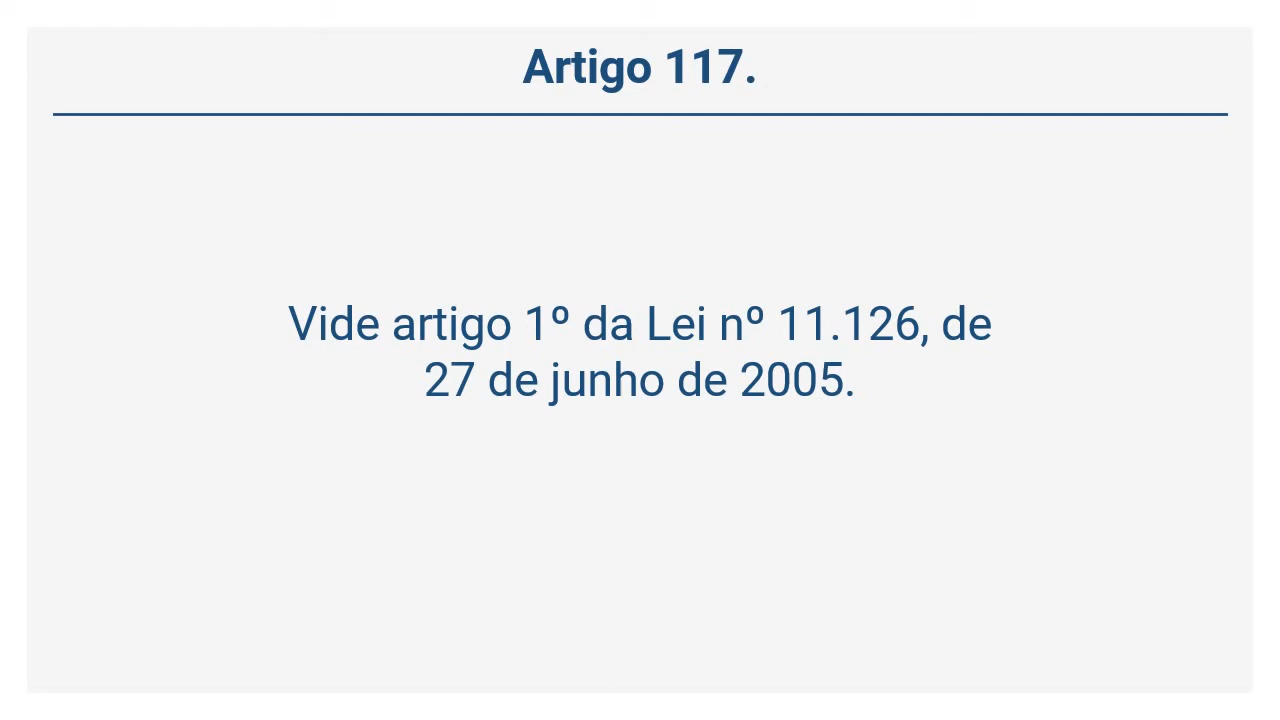 Artigo 117.
Vide artigo 1º da Lei nº 11.126, de
27 de junho de 2005.